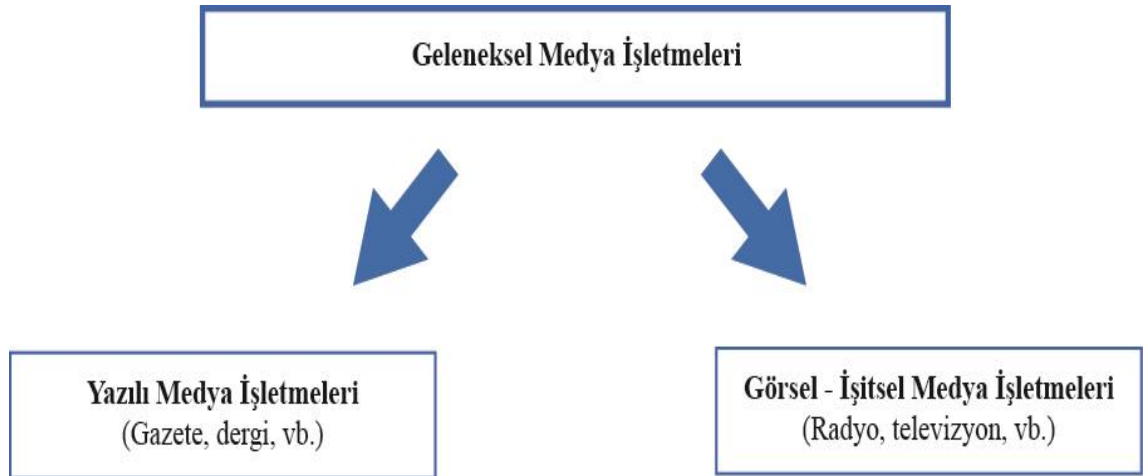 Geleneksel Medya İşletmeleri
Yazılı Medya İşletmeleri
(Gazete, dergi, vb.)
Görsel - İşitsel Medya İşletmeleri
(Radyo, televizyon, vb.)